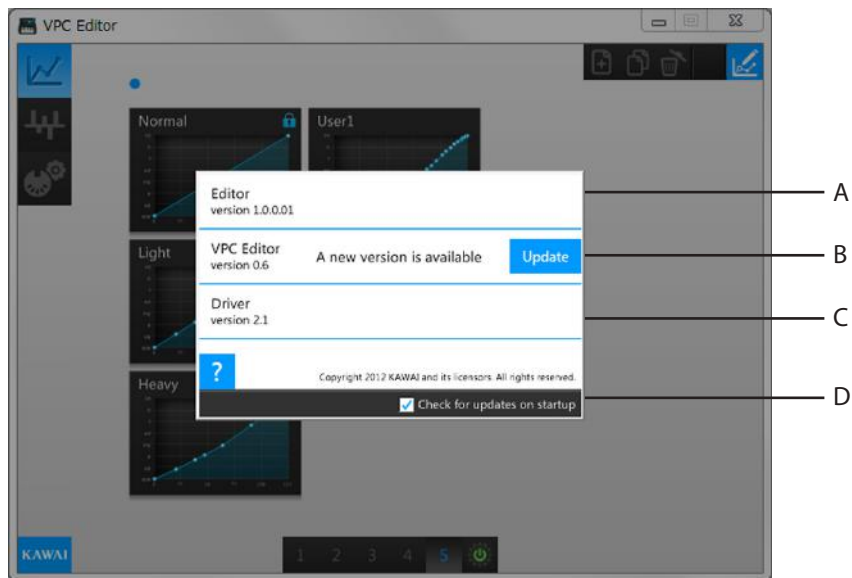 VPC Editor
Normal
User1
Editor
version 1.0.0.01
A
Light
VPC Editor
version 0.6
A new version is available
Update
B
Driver
version 2.1
C
Heavy
?
Copyright 2012 KAWAI and its licensors. All rights reserved.
Check for updates on startup
D
KAWAI
1 2 3 4 5